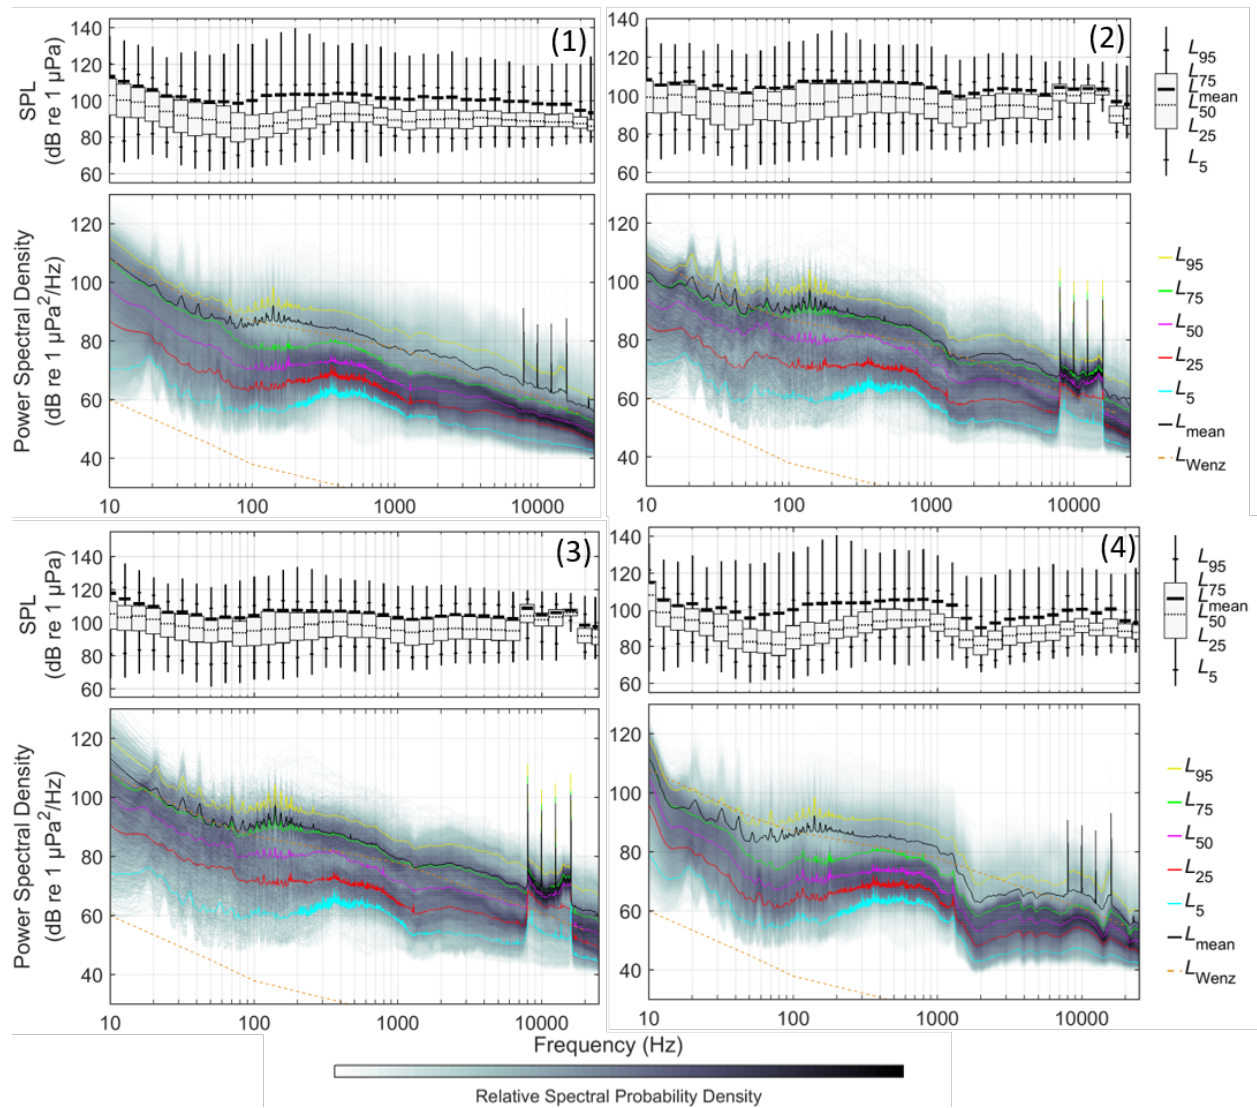 (1)
140
120
100
80
60
SPL
(dB re 1 µPa)
120
100
80
60
40
Power Spectral Density
(dB re 1 µPa²/Hz)
10
100
1000
10000
(2)
140
120
100
80
60
120
100
80
60
40
10
100
1000
10000
L95
L75
Lmean
L50
L25
L5
L95
L75
L50
L25
L5
Lmean
LWenz
(3)
140
120
100
80
60
SPL
(dB re 1 µPa)
120
100
80
60
40
Power Spectral Density
(dB re 1 µPa²/Hz)
10
100
1000
10000
(4)
140
120
100
80
60
120
100
80
60
40
10
100
1000
10000
L95
L75
Lmean
L50
L25
L5
L95
L75
L50
L25
L5
Lmean
LWenz
Frequency (Hz)
Relative Spectral Probability Density